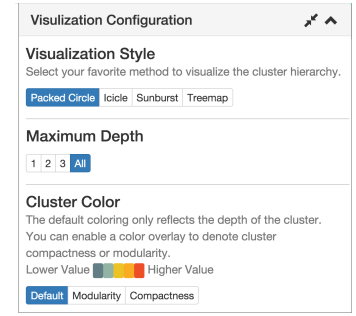 Visulization Configuration
Visualization Style
Select your favorite method to visualize the cluster hierarchy.
Packed Circle Icicle Sunburst Treemap
Maximum Depth
1 2 3 All
Cluster Color
The default coloring only reflects the depth of the cluster.
You can enable a color overlay to denote cluster
compactness or modularity.
Lower Value Higher Value
Default Modularity Compactness